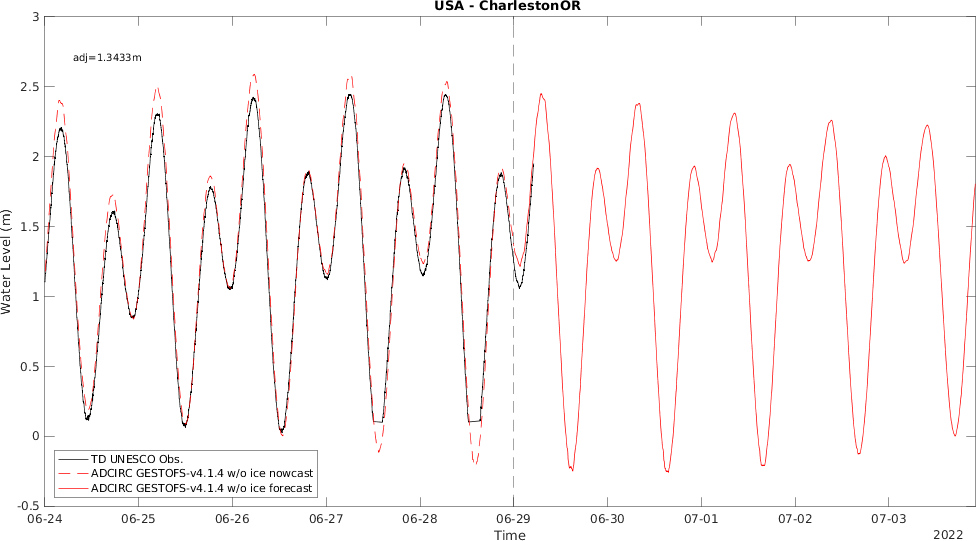 USA - CharlestonOR
adj=1.3433m
3
2.5
2
1.5
1
0.5
0
-0.5
Water Level (m)
TD UNESCO Obs.
ADCIRC GESTOFS-v4.1.4 w/o ice nowcast
ADCIRC GESTOFS-v4.1.4 w/o ice forecast
06-24 06-25 06-26 06-27 06-28 06-29 06-30 07-01 07-02 07-03
Time
2022